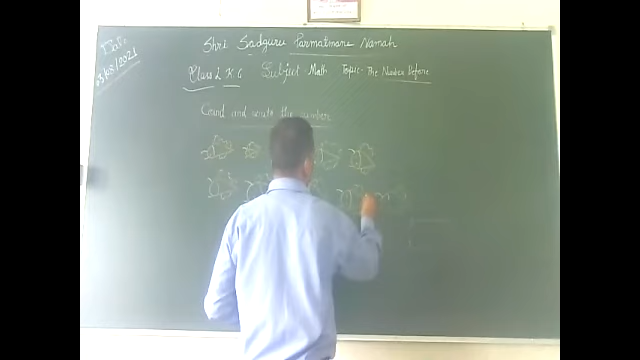 Date
03/08/2021
Shri Sadguru Parmatmane Namah
Class L K G Subject - Math Topic - The Number Before
Count and write the number